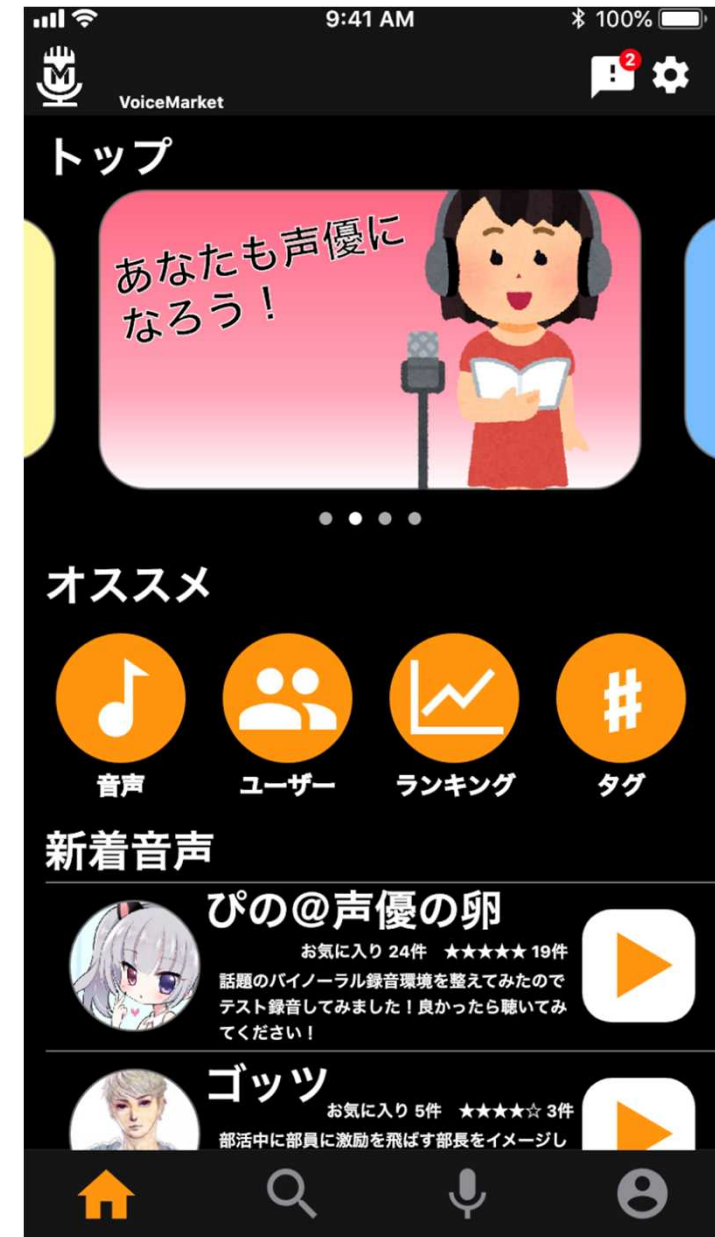 9:41 AM
100%
M
VoiceMarket
2
トップ
あなたも声優に
なろう！
オススメ
音声
ユーザー
ランキング
タグ
新着音声
ぴの@声優の卵
お気に入り 24件 ★★★★★ 19件
話題のバイノーラル録音環境を整えてみたので
テスト録音してみました！良かったら聴いてみ
てください！
ゴッツ
お気に入り 5件 ★★★★☆ 3件
部活中に部員に激励を飛ばす部長をイメージし